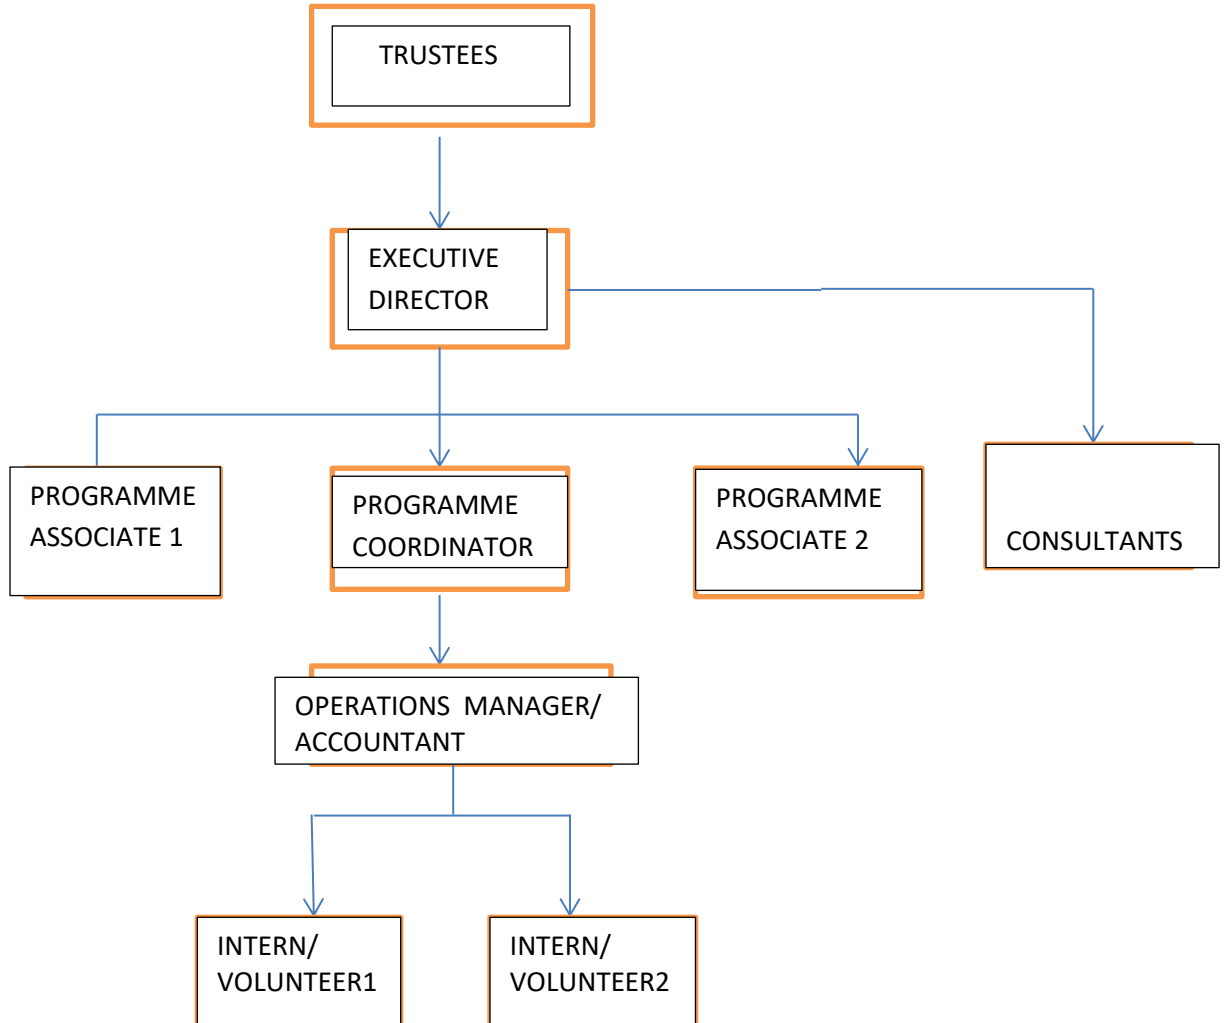 TRUSTEES
EXECUTIVE
DIRECTOR
PROGRAMME
ASSOCIATE 1
PROGRAMME
COORDINATOR
PROGRAMME
ASSOCIATE 2
CONSULTANTS
OPERATIONS  MANAGER/
ACCOUNTANT
INTERN/
VOLUNTEER1
INTERN/
VOLUNTEER2